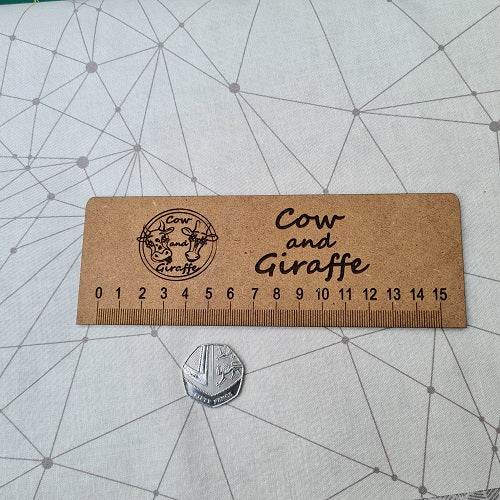 Cow
and
Giraffe
Cow
and
Giraffe
0 1 2 3 4 5 6 7 8 9 10 11 12 13 14 15
FIFTY PENCE